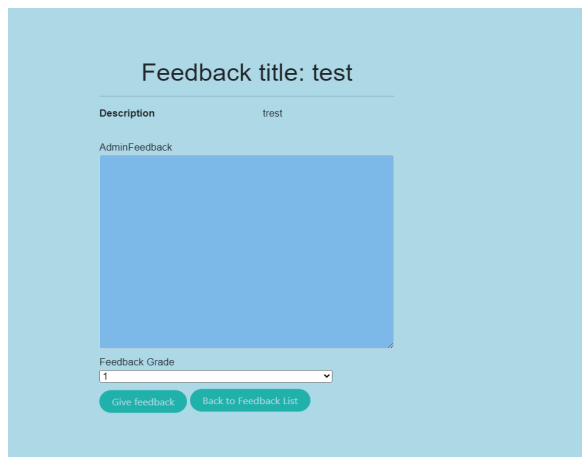 Feedback title: test
Description trest
AdminFeedback
Feedback Grade
1
Give feedback Back to Feedback List